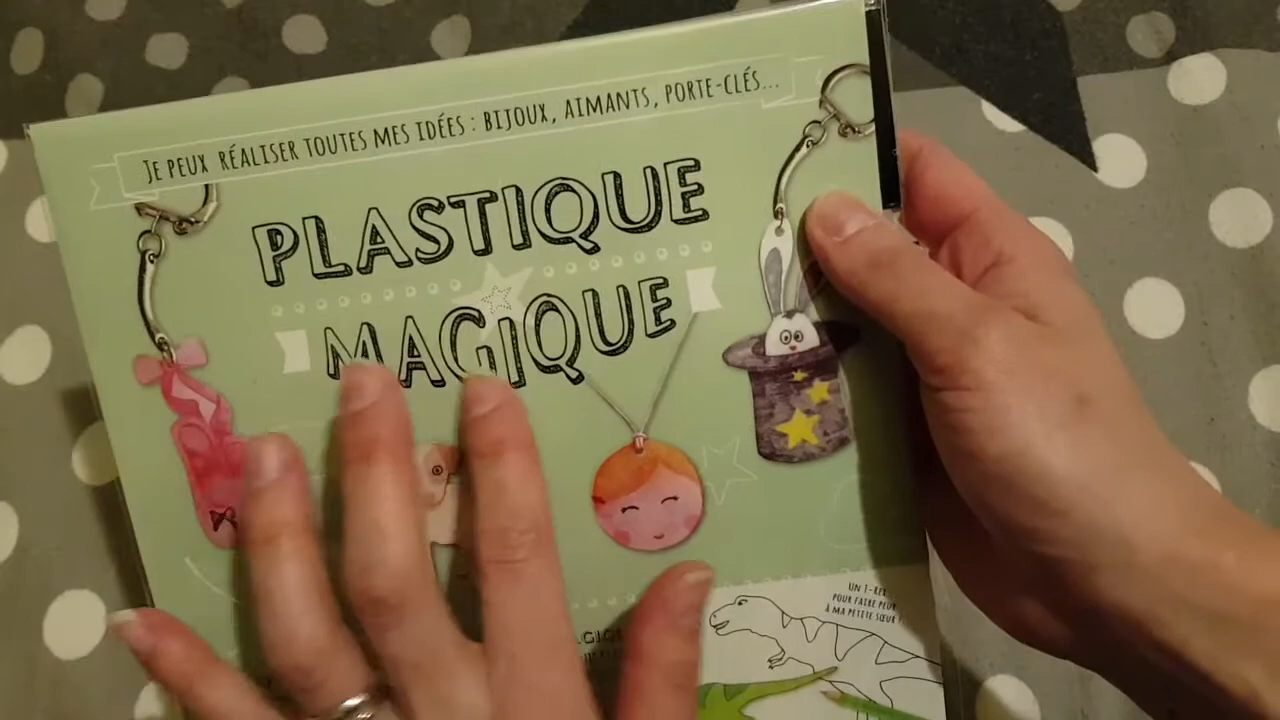 JE PEUX RÉALISER TOUTES MES IDÉES : BIJOUX, AIMANTS, PORTE-CLÉS...
PLASTIQUE
MAGIQUE
UN T-REX
POUR FAIRE PEUR
À MA PETITE SŒUR !